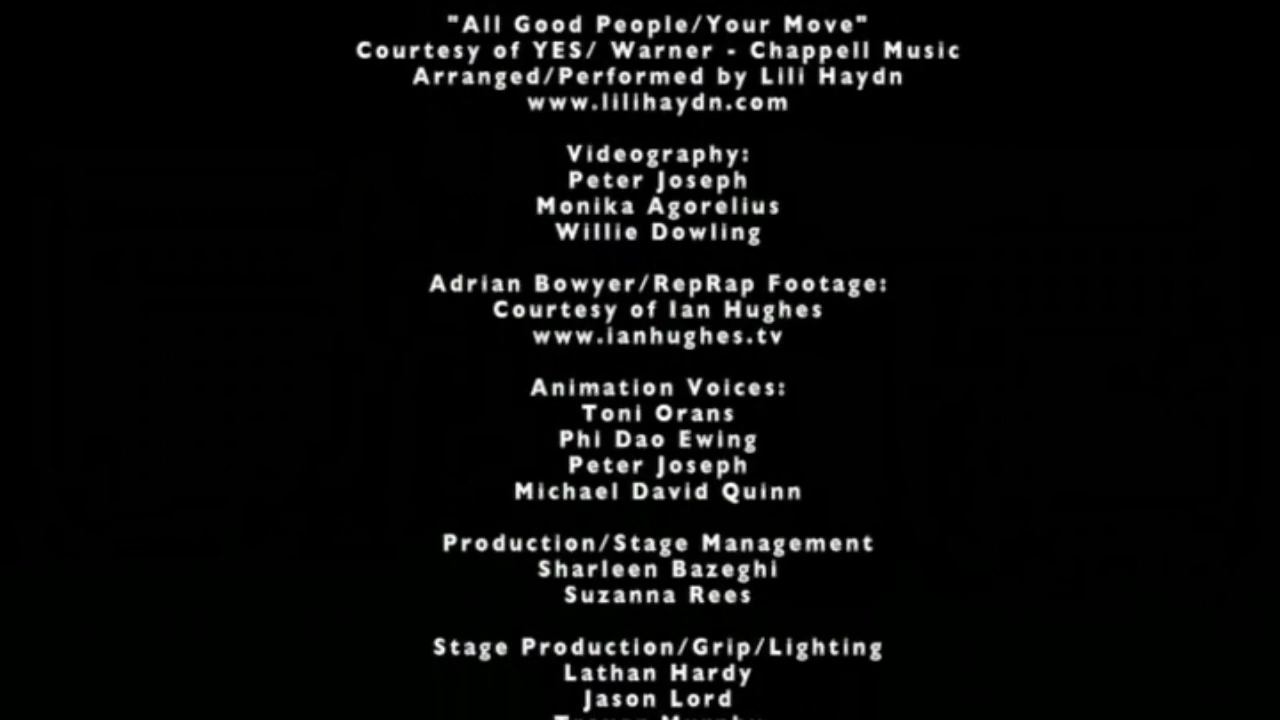 "All Good People/Your Move"
Courtesy of YES/ Warner - Chappell Music
Arranged/Performed by Lili Haydn
www.lilihaydn.com
Videography:
Peter Joseph
Monika Agorelius
Willie Dowling
Adrian Bowyer/RepRap Footage:
Courtesy of Ian Hughes
www.ianhughes.tv
Animation Voices:
Toni Orans
Phi Dao Ewing
Peter Joseph
Michael David Quinn
Production/Stage Management
Sharleen Bazeghi
Suzanna Rees
Stage Production/Grip/Lighting
Lathan Hardy
Jason Lord